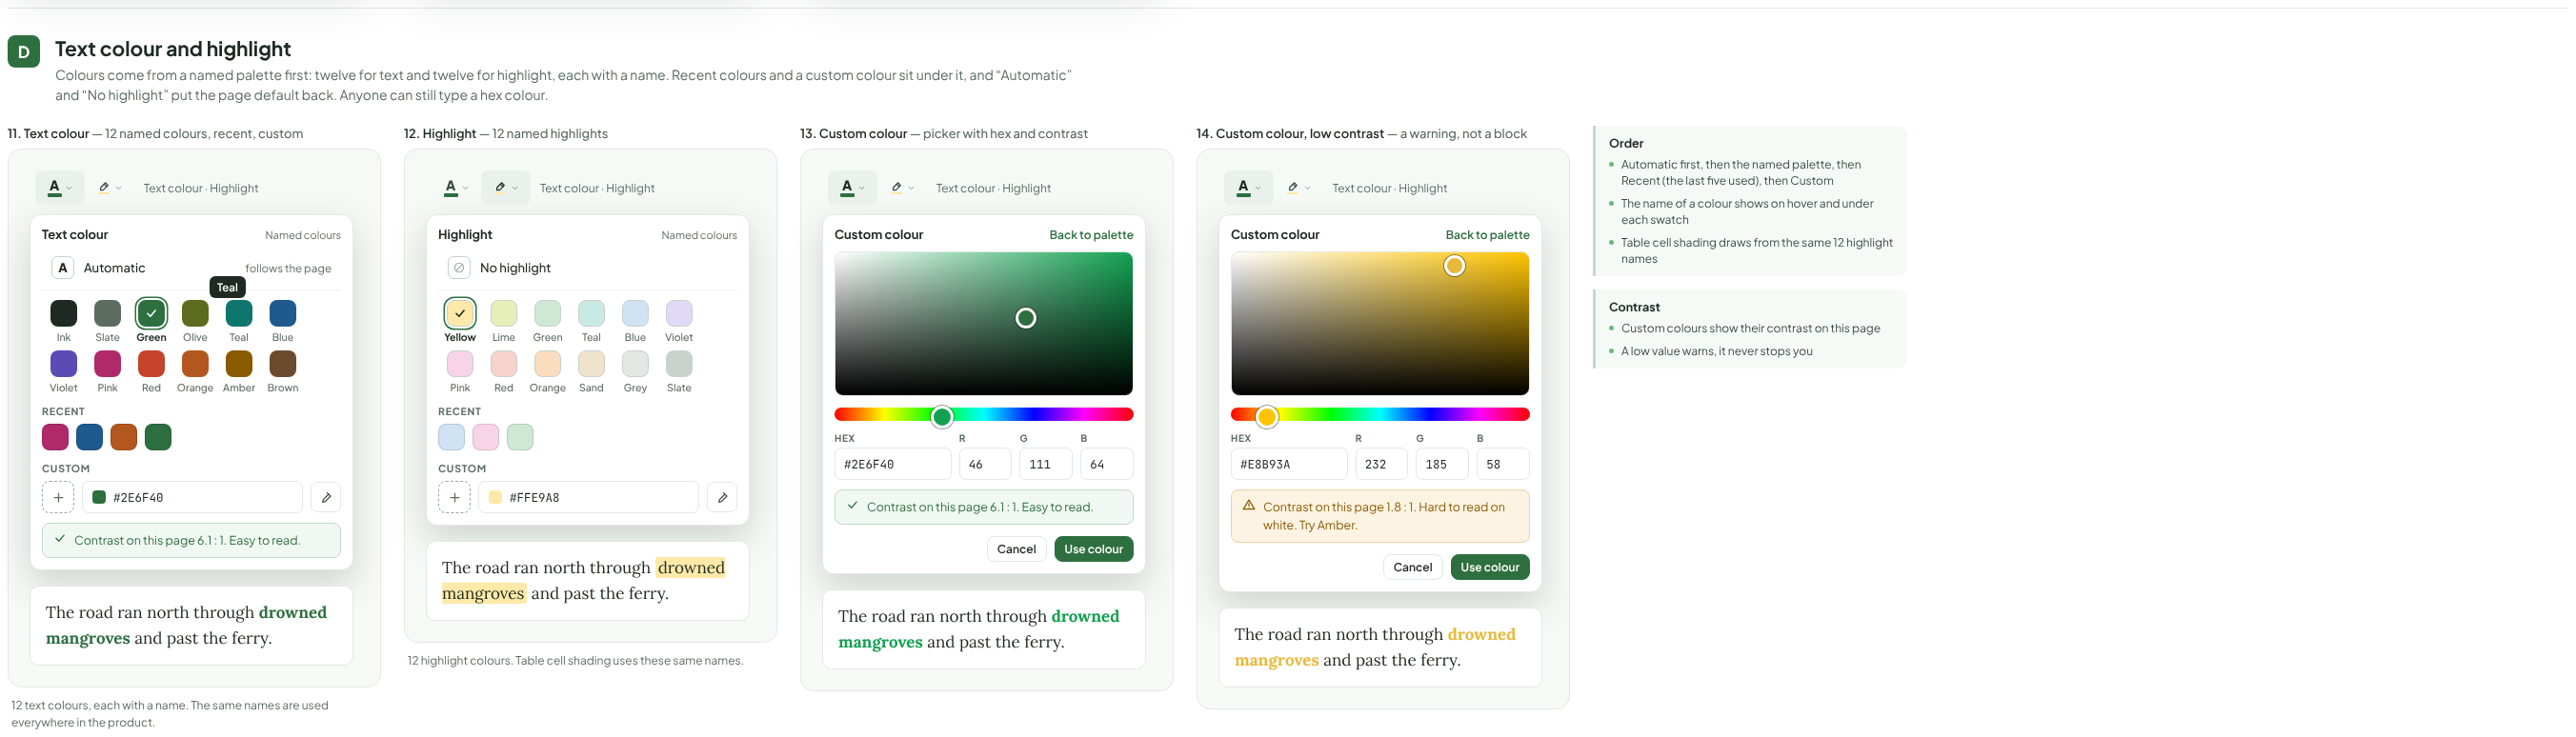 D
Text colour and highlight
Colours come from a named palette first: twelve for text and twelve for highlight, each with a name. Recent colours and a custom colour sit under it, and “Automatic”
and “No highlight” put the page default back. Anyone can still type a hex colour.
11. Text colour — 12 named colours, recent, custom
A
Text colour · Highlight
Text colour
Named colours
A
Automatic
follows the page
Teal
Ink Slate Green Olive Teal Blue
Violet Pink Red Orange Amber Brown
RECENT
CUSTOM
#2E6F40
Contrast on this page 6.1 : 1. Easy to read.
The road ran north through drowned
mangroves and past the ferry.
12 text colours, each with a name. The same names are used
everywhere in the product.
12. Highlight — 12 named highlights
A
Text colour · Highlight
Highlight
Named colours
No highlight
Yellow Lime Green Teal Blue Violet
Pink Red Orange Sand Grey Slate
RECENT
CUSTOM
#FFE9A8
The road ran north through drowned
mangroves and past the ferry.
12 highlight colours. Table cell shading uses these same names.
13. Custom colour — picker with hex and contrast
A
Text colour · Highlight
Custom colour
Back to palette
HEX R G B
#2E6F40 46 111 64
Contrast on this page 6.1 : 1. Easy to read.
Cancel
Use colour
The road ran north through drowned
mangroves and past the ferry.
14. Custom colour, low contrast — a warning, not a block
A
Text colour · Highlight
Custom colour
Back to palette
HEX R G B
#E8B93A 232 185 58
Contrast on this page 1.8 : 1. Hard to read on
white. Try Amber.
Cancel
Use colour
The road ran north through drowned
mangroves and past the ferry.
Order
Automatic first, then the named palette, then
Recent (the last five used), then Custom
The name of a colour shows on hover and under
each swatch
Table cell shading draws from the same 12 highlight
names
Contrast
Custom colours show their contrast on this page
A low value warns, it never stops you